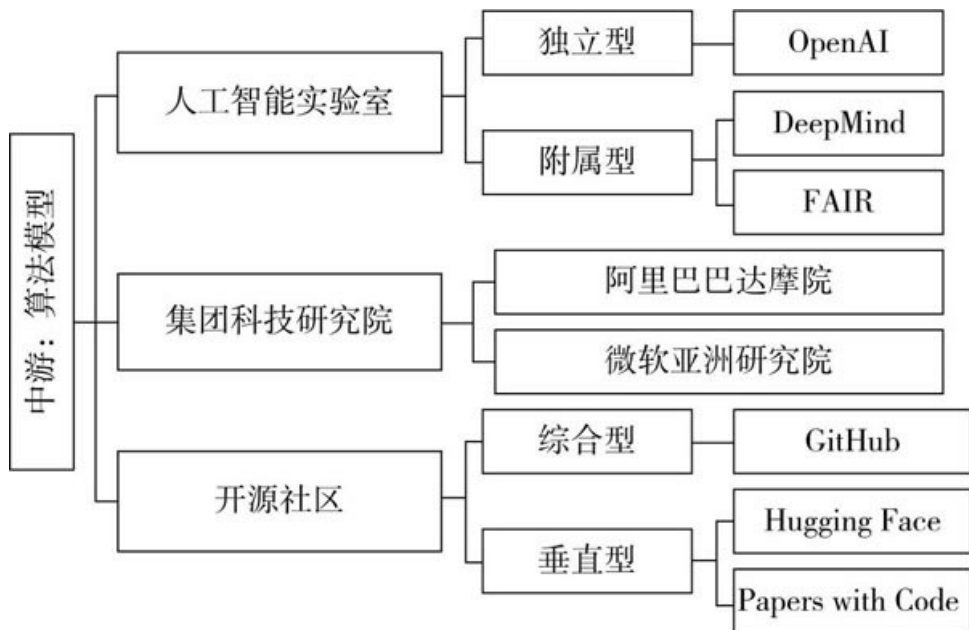 中游：算法模型
人工智能实验室
独立型
OpenAI
附属型
DeepMind
FAIR
集团科技研究院
阿里巴巴达摩院
微软亚洲研究院
开源社区
综合型
GitHub
垂直型
Hugging Face
Papers with Code